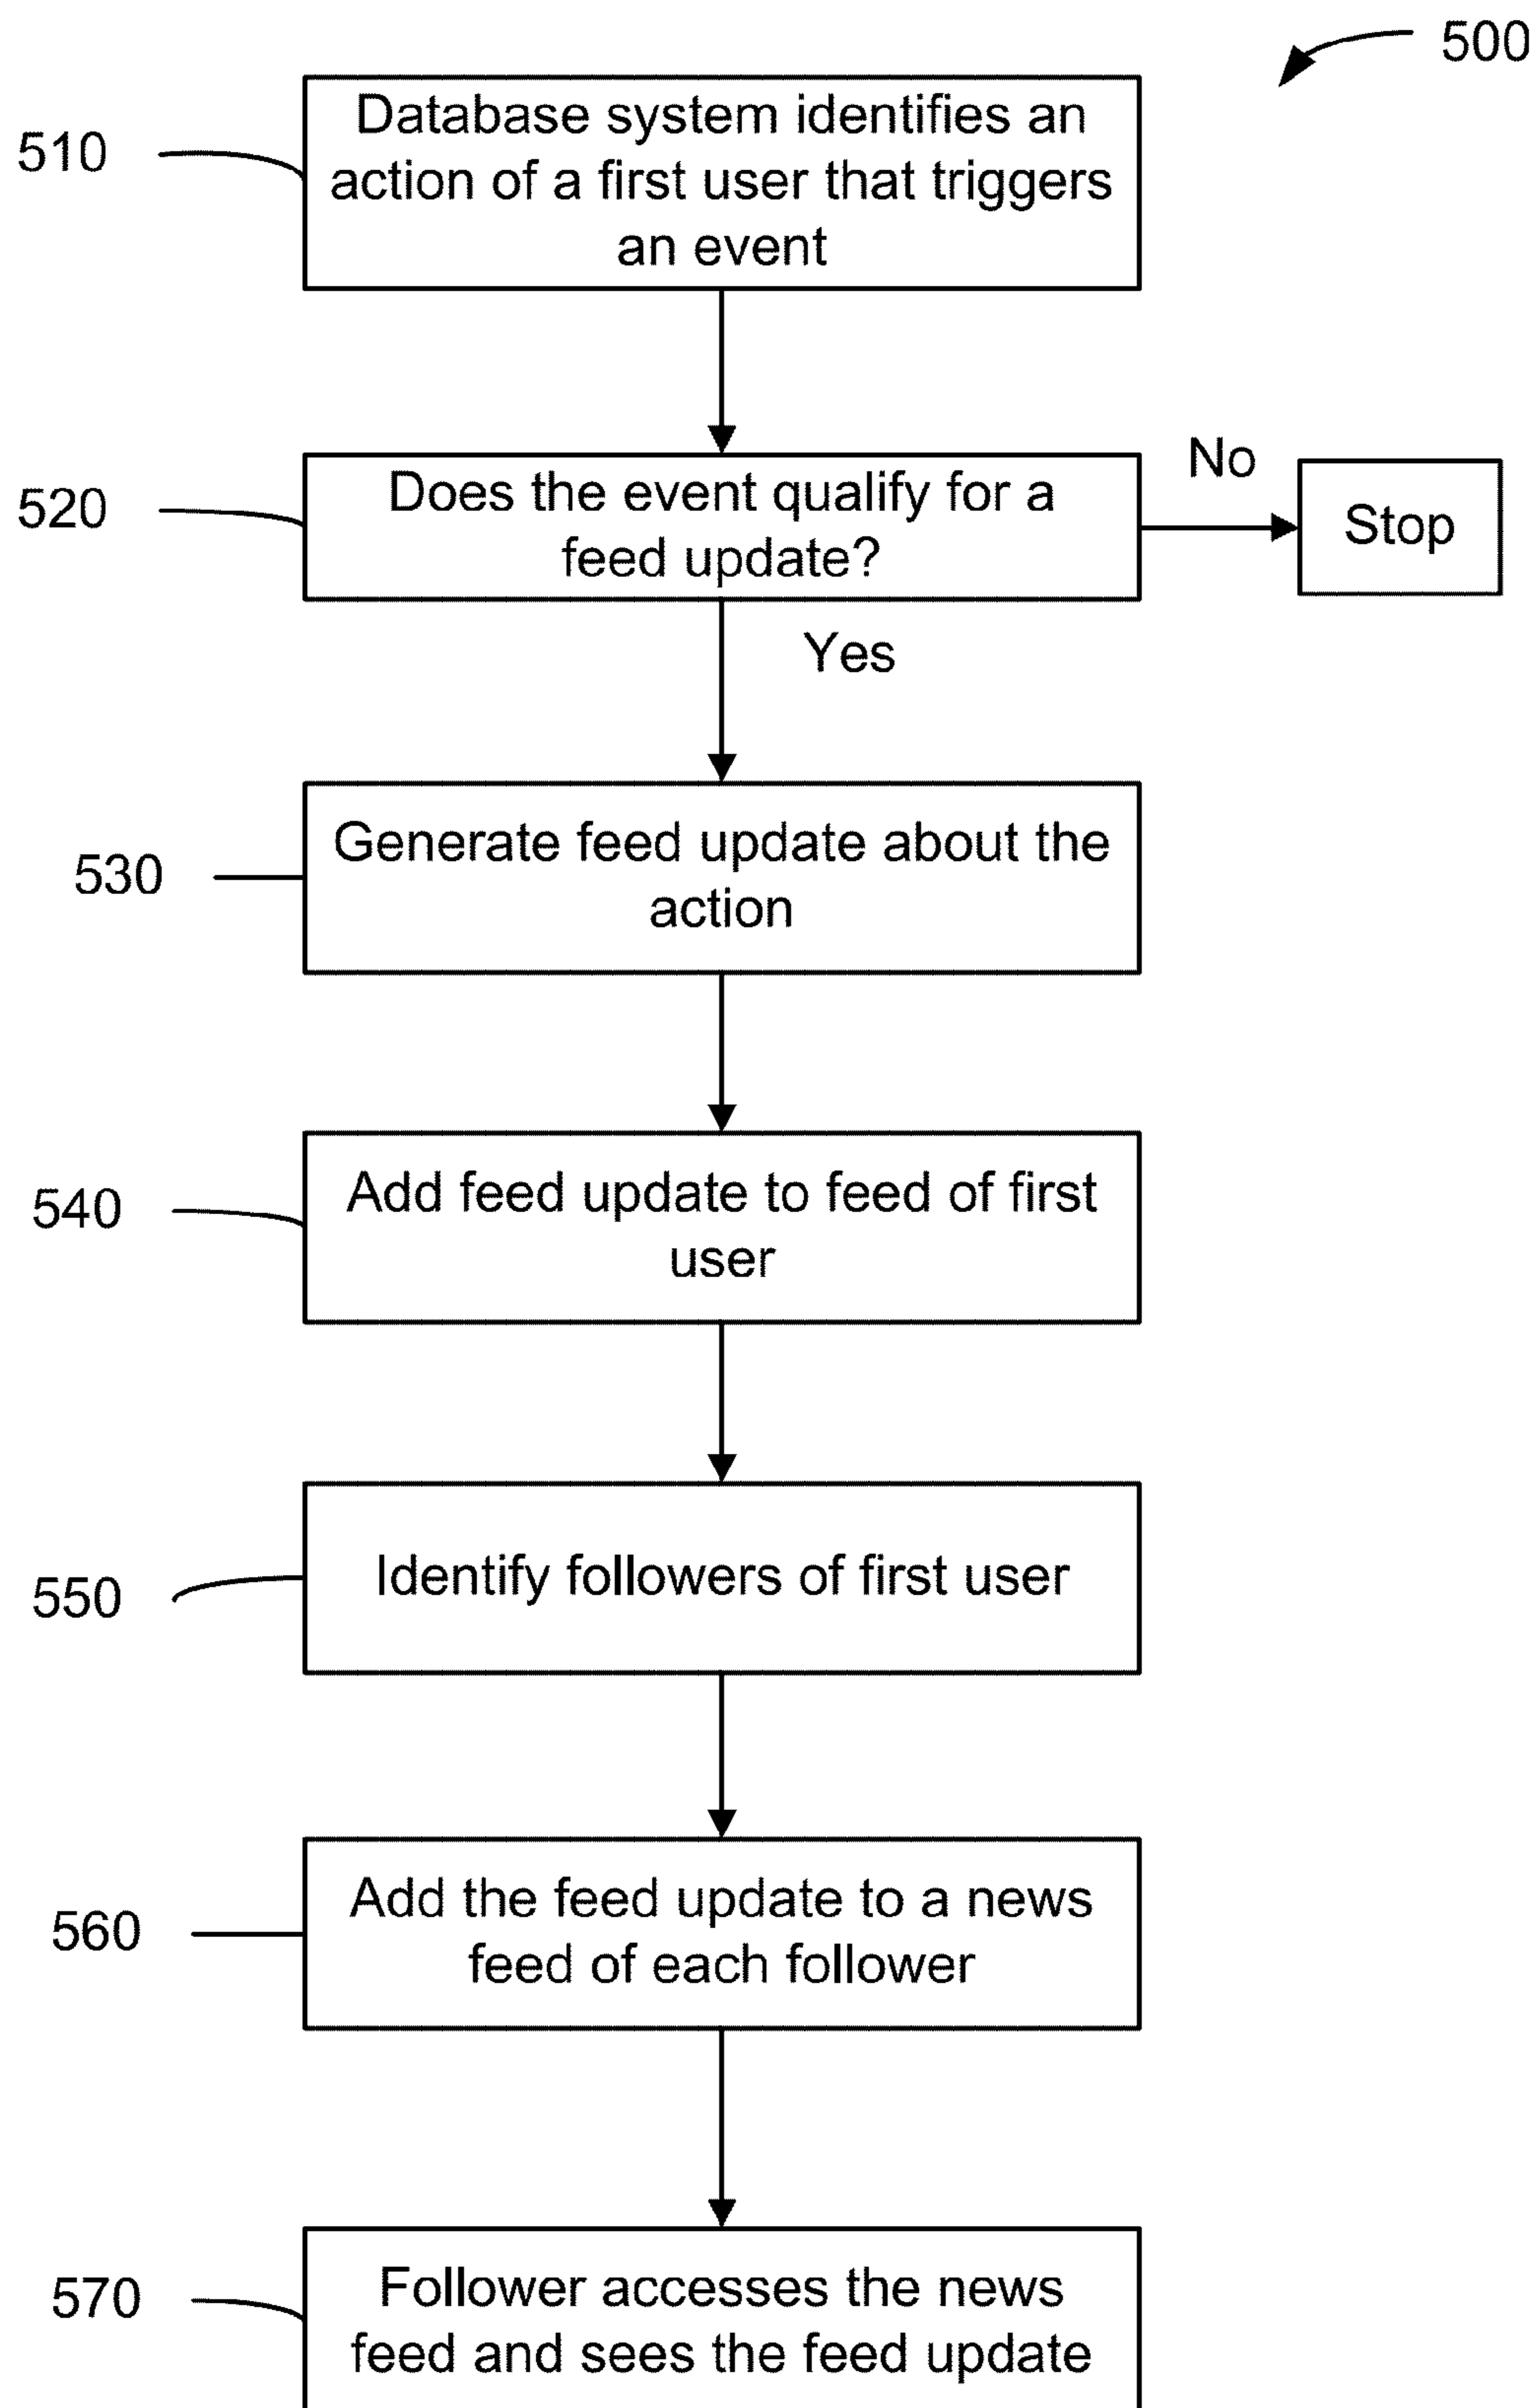 500
510
Database system identifies an
action of a first user that triggers
an event
520
Does the event qualify for a
feed update?
No
Stop
Yes
530
Generate feed update about the
action
540
Add feed update to feed of first
user
550
Identify followers of first user
560
Add the feed update to a news
feed of each follower
570
Follower accesses the news
feed and sees the feed update